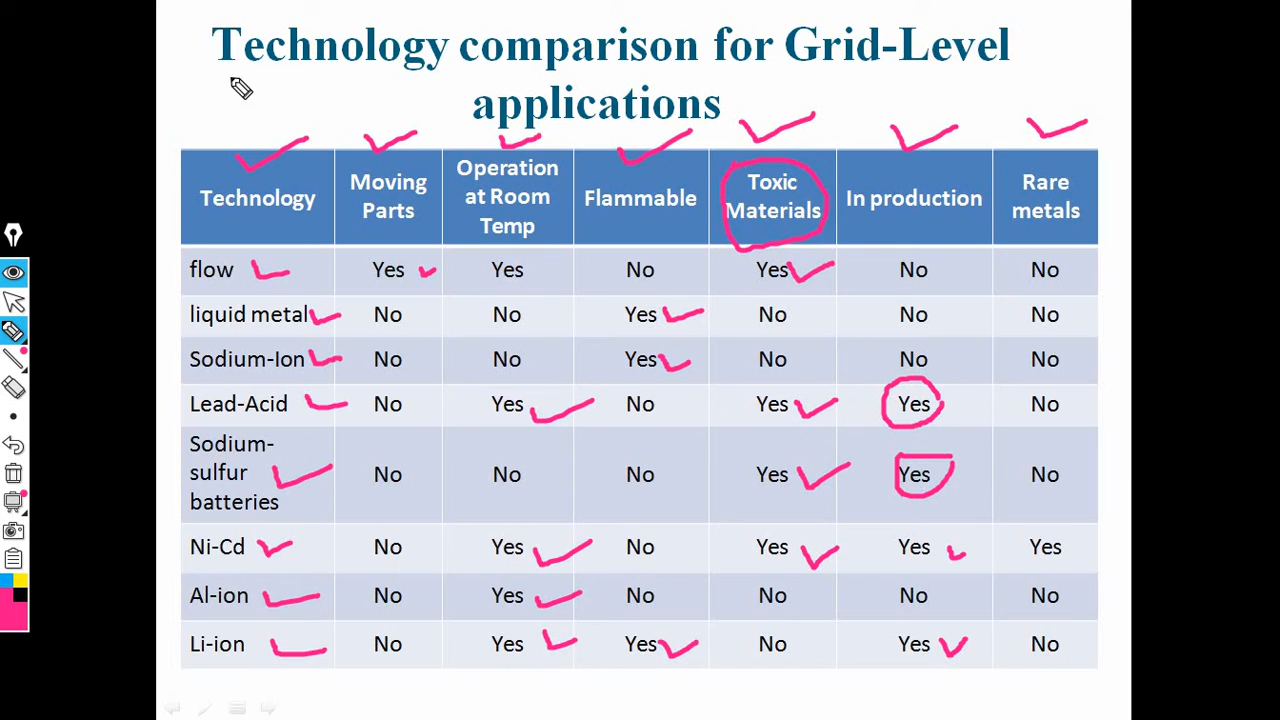 Technology comparison for Grid-Level
applications
Technology Moving Parts Operation at Room Temp Flammable Toxic Materials In production Rare metals
flow Yes Yes No Yes No No
liquid metal No No Yes No No No
Sodium-Ion No No Yes No No No
Lead-Acid No Yes No Yes Yes No
Sodium-sulfur batteries No No No Yes Yes No
Ni-Cd No Yes No Yes Yes Yes
Al-ion No Yes No No No No
Li-ion No Yes Yes No Yes No